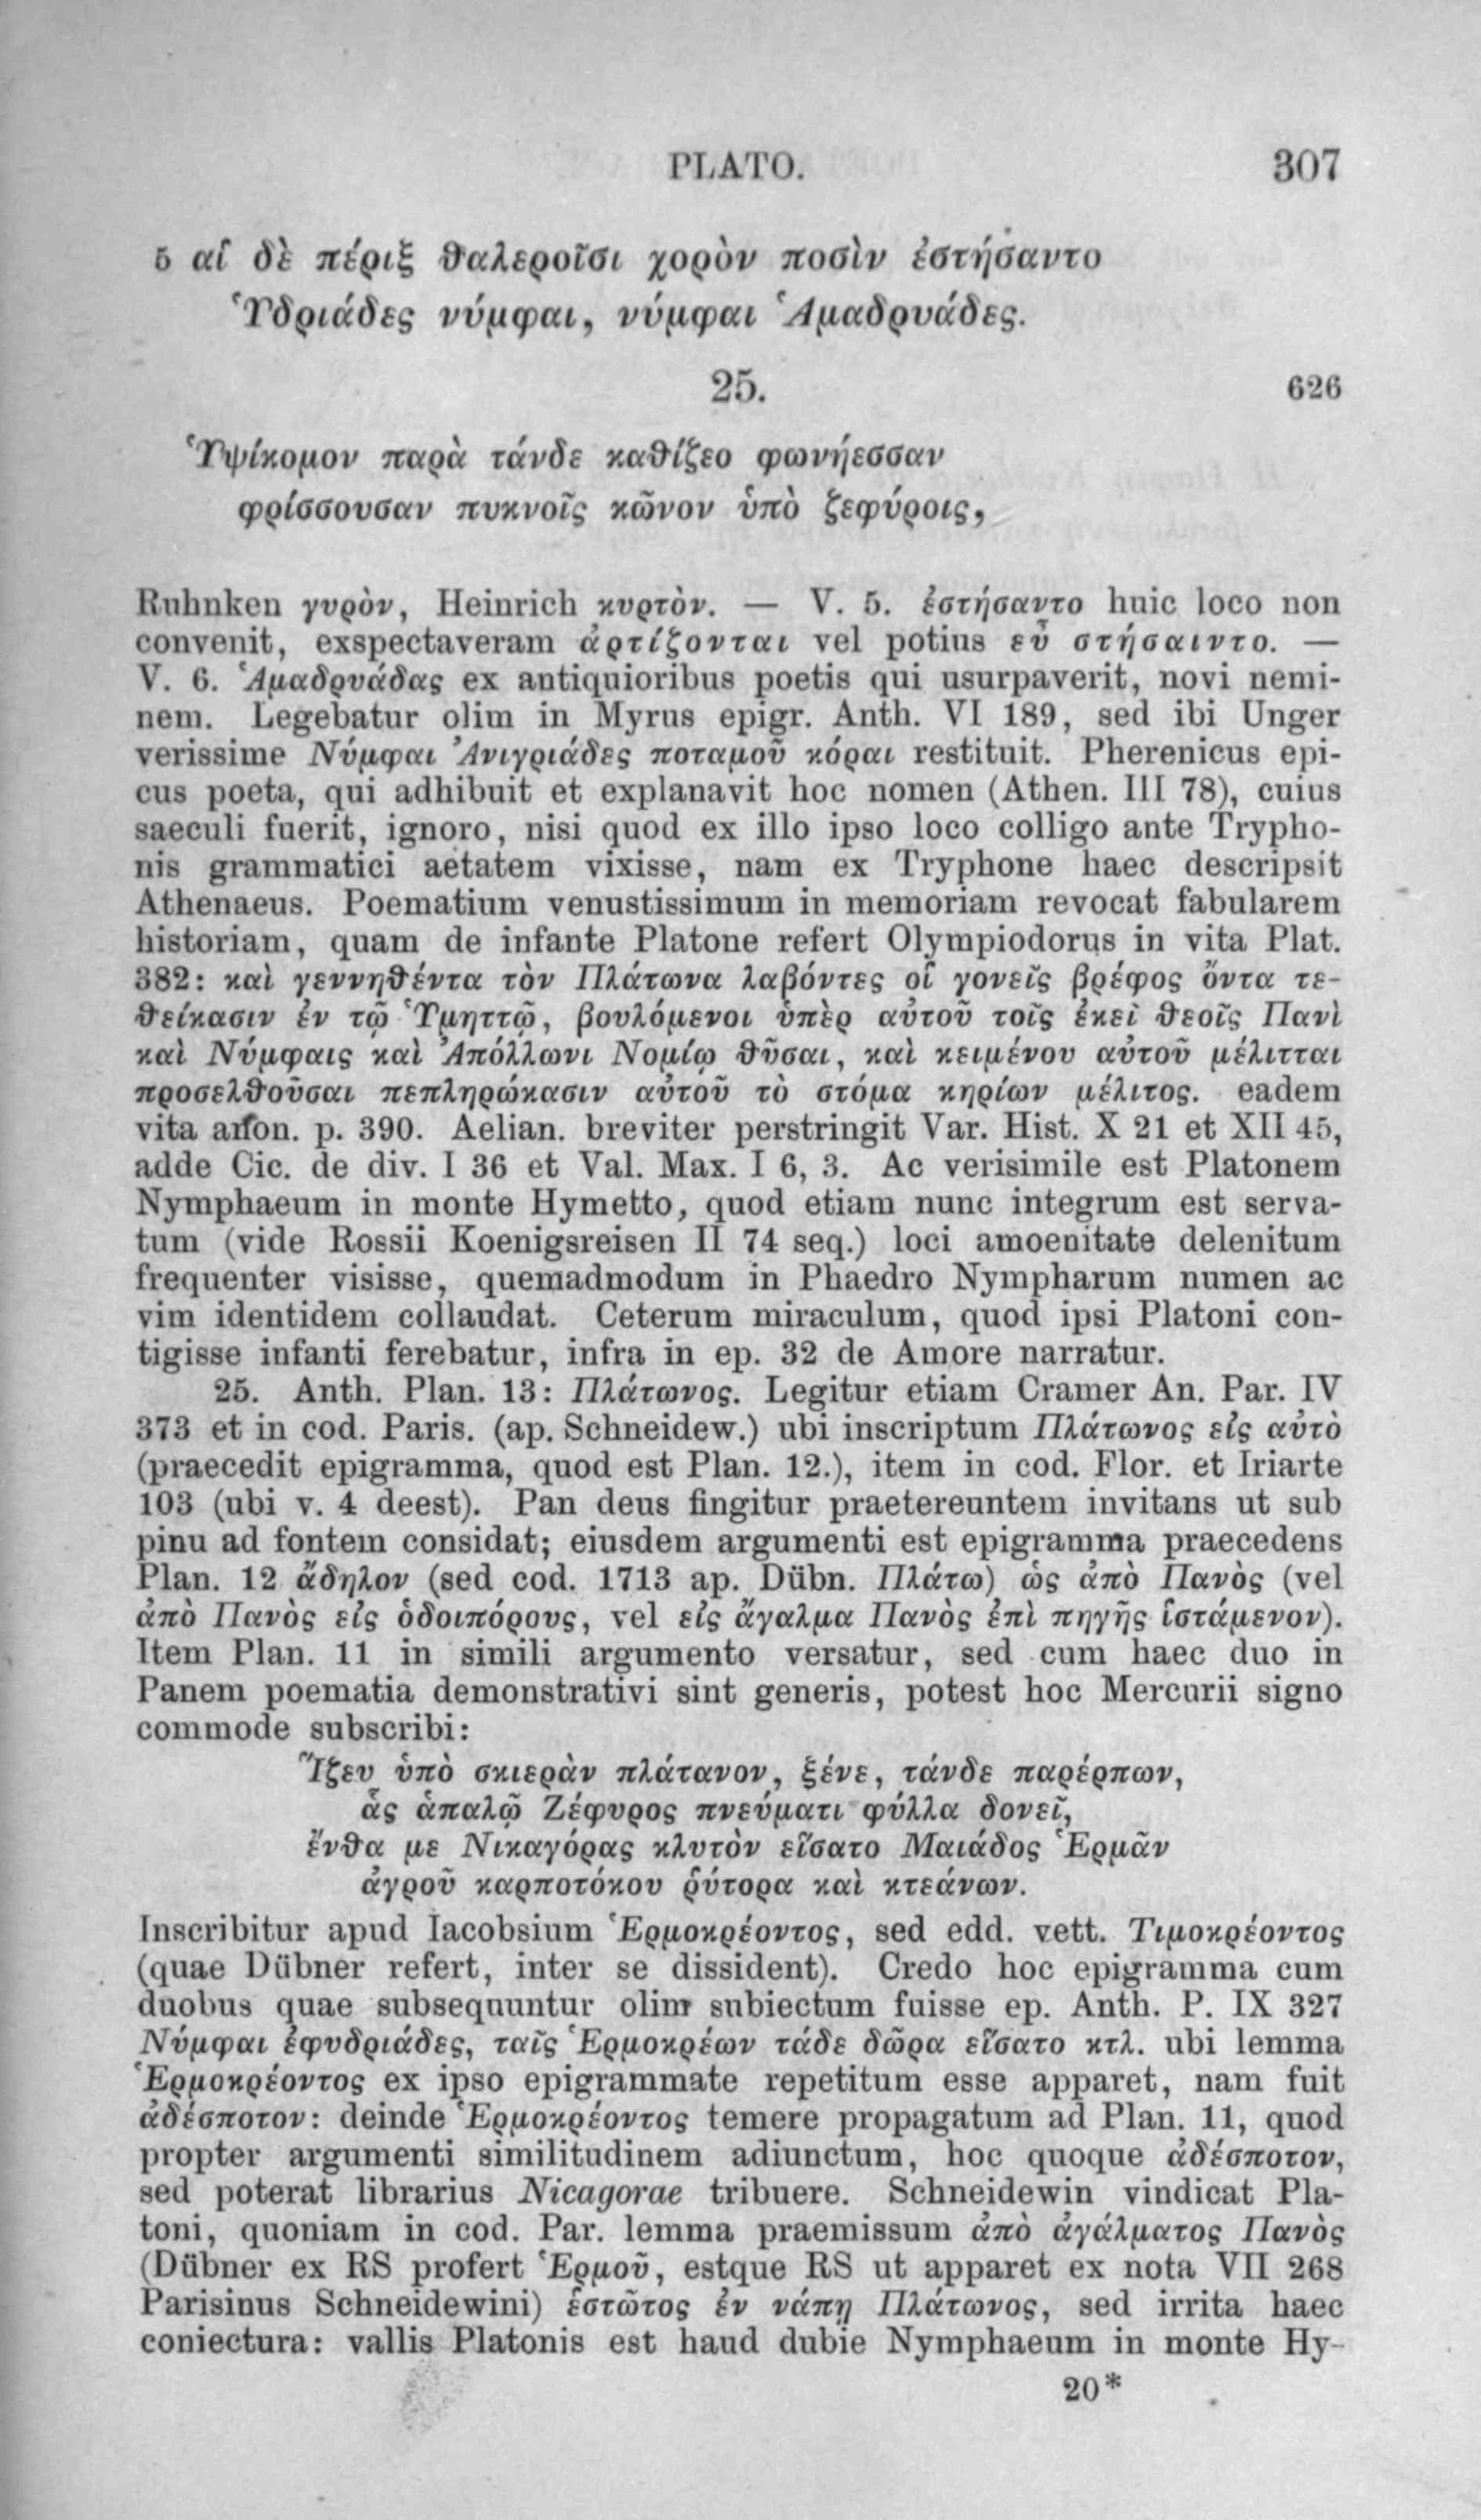 PLATO. 307
5 αἱ δὲ πέριξ θαλεροῖσι χορὸν ποσὶν ἐστήσαντο
Ὑδριάδες νύμφαι, νύμφαι Ἁμαδρυάδες.
25. 626
Ὑψίκομον παρὰ τάνδε καθίζεο φωνήεσσαν
φρίσσουσαν πυκνοῖς κῶνον ὑπὸ ζεφύροις,
Ruhnken γυρὸν, Heinrich κυρτὸν. — V. 5. ἐστήσαντο huic loco non
convenit, exspectaveram ἀρτίζονται vel potius εὖ στήσαιντο. —
V. 6. Ἁμαδρυάδας ex antiquioribus poetis qui usurpaverit, novi nemi-
nem. Legebatur olim in Myrus epigr. Anth. VI 189, sed ibi Unger
verissime Νύμφαι Ἀνιγριάδες ποταμοῦ κόραι restituit. Pherenicus epi-
cus poeta, qui adhibuit et explanavit hoc nomen (Athen. III 78), cuius
saeculi fuerit, ignoro, nisi quod ex illo ipso loco colligo ante Trypho-
nis grammatici aetatem vixisse, nam ex Tryphone haec descripsit
Athenaeus. Poematium venustissimum in memoriam revocat fabularem
historiam, quam de infante Platone refert Olympiodorus in vita Plat.
382: καὶ γεννηθέντα τὸν Πλάτωνα λαβόντες οἱ γονεῖς βρέφος ὄντα τε-
θείκασιν ἐν τῷ Ὑμηττῷ, βουλόμενοι ὑπὲρ αὐτοῦ τοῖς ἐκεῖ θεοῖς Πανὶ
καὶ Νύμφαις καὶ Ἀπόλλωνι Νομίῳ θῦσαι, καὶ κειμένου αὐτοῦ μέλιτται
προσελθοῦσαι πεπληρώκασιν αὐτοῦ τὸ στόμα κηρίων μέλιτος. eadem
vita anon. p. 390. Aelian. breviter perstringit Var. Hist. X 21 et XII 45,
adde Cic. de div. I 36 et Val. Max. I 6, 3. Ac verisimile est Platonem
Nymphaeum in monte Hymetto, quod etiam nunc integrum est serva-
tum (vide Rossii Koenigsreisen II 74 seq.) loci amoenitate delenitum
frequenter visisse, quemadmodum in Phaedro Nympharum numen ac
vim identidem collaudat. Ceterum miraculum, quod ipsi Platoni con-
tigisse infanti ferebatur, infra in ep. 32 de Amore narratur.
25. Anth. Plan. 13: Πλάτωνος. Legitur etiam Cramer An. Par. IV
373 et in cod. Paris. (ap. Schneidew.) ubi inscriptum Πλάτωνος εἰς αὐτὸ
(praecedit epigramma, quod est Plan. 12.), item in cod. Flor. et Iriarte
103 (ubi v. 4 deest). Pan deus fingitur praetereuntem invitans ut sub
pinu ad fontem considat; eiusdem argumenti est epigramma praecedens
Plan. 12 ἄδηλον (sed cod. 1713 ap. Dübn. Πλάτω) ὡς ἀπὸ Πανὸς (vel
ἀπὸ Πανὸς εἰς ὁδοιπόρους, vel εἰς ἄγαλμα Πανὸς ἐπὶ πηγῆς ἱστάμενον).
Item Plan. 11 in simili argumento versatur, sed cum haec duo in
Panem poematia demonstrativi sint generis, potest hoc Mercurii signo
commode subscribi:
Ἵζευ ὑπὸ σκιερὰν πλάτανον, ξένε, τάνδε παρέρπων,
ἇς ἁπαλῷ Ζέφυρος πνεύματι φύλλα δονεῖ,
ἔνθα με Νικαγόρας κλυτὸν εἵσατο Μαιάδος Ἑρμᾶν
ἀγροῦ καρποτόκου ῥύτορα καὶ κτεάνων.
Inscribitur apud Iacobsium Ἑρμοκρέοντος, sed edd. vett. Τιμοκρέοντος
(quae Dübner refert, inter se dissident). Credo hoc epigramma cum
duobus quae subsequuntur olim subiectum fuisse ep. Anth. P. IX 327
Νύμφαι ἐφυδριάδες, ταῖς Ἑρμοκρέων τάδε δῶρα εἵσατο κτλ. ubi lemma
Ἑρμοκρέοντος ex ipso epigrammate repetitum esse apparet, nam fuit
ἀδέσποτον: deinde Ἑρμοκρέοντος temere propagatum ad Plan. 11, quod
propter argumenti similitudinem adiunctum, hoc quoque ἀδέσποτον,
sed poterat librarius Nicagorae tribuere. Schneidewin vindicat Pla-
toni, quoniam in cod. Par. lemma praemissum ἀπὸ ἀγάλματος Πανὸς
(Dübner ex RS profert Ἑρμοῦ, estque RS ut apparet ex nota VII 268
Parisinus Schneidewini) ἑστῶτος ἐν νάπῃ Πλάτωνος, sed irrita haec
coniectura: vallis Platonis est haud dubie Nymphaeum in monte Hy-
20*